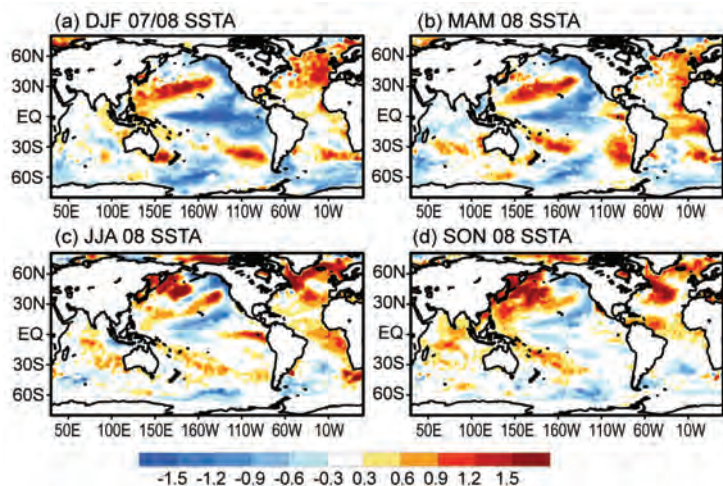 (a) DJF 07/08 SSTA
(b) MAM 08 SSTA
60N
30N
EQ
30S
60S
60N
30N
EQ
30S
60S
50E 100E 150E 160W 110W 60W 10W
50E 100E 150E 160W 110W 60W 10W
(c) JJA 08 SSTA
(d) SON 08 SSTA
60N
30N
EQ
30S
60S
60N
30N
EQ
30S
60S
50E 100E 150E 160W 110W 60W 10W
50E 100E 150E 160W 110W 60W 10W
-1.5 -1.2 -0.9 -0.6 -0.3 0.3 0.6 0.9 1.2 1.5